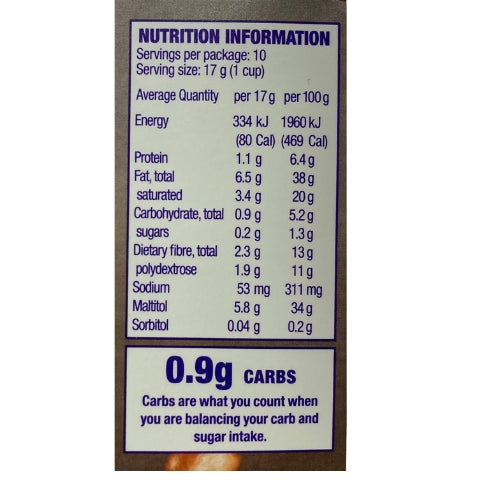 NUTRITION INFORMATION
Servings per package: 10
Serving size: 17 g (1 cup)
Average Quantity per 17 g per 100 g
Energy 334 kJ 1960 kJ
(80 Cal) (469 Cal)
Protein 1.1 g 6.4 g
Fat, total 6.5 g 38 g
saturated 3.4 g 20 g
Carbohydrate, total 0.9 g 5.2 g
sugars 0.2 g 1.3 g
Dietary fibre, total 2.3 g 13 g
polydextrose 1.9 g 11 g
Sodium 53 mg 311 mg
Maltitol 5.8 g 34 g
Sorbitol 0.04 g 0.2 g
0.9g CARBS
Carbs are what you count when
you are balancing your carb and
sugar intake.